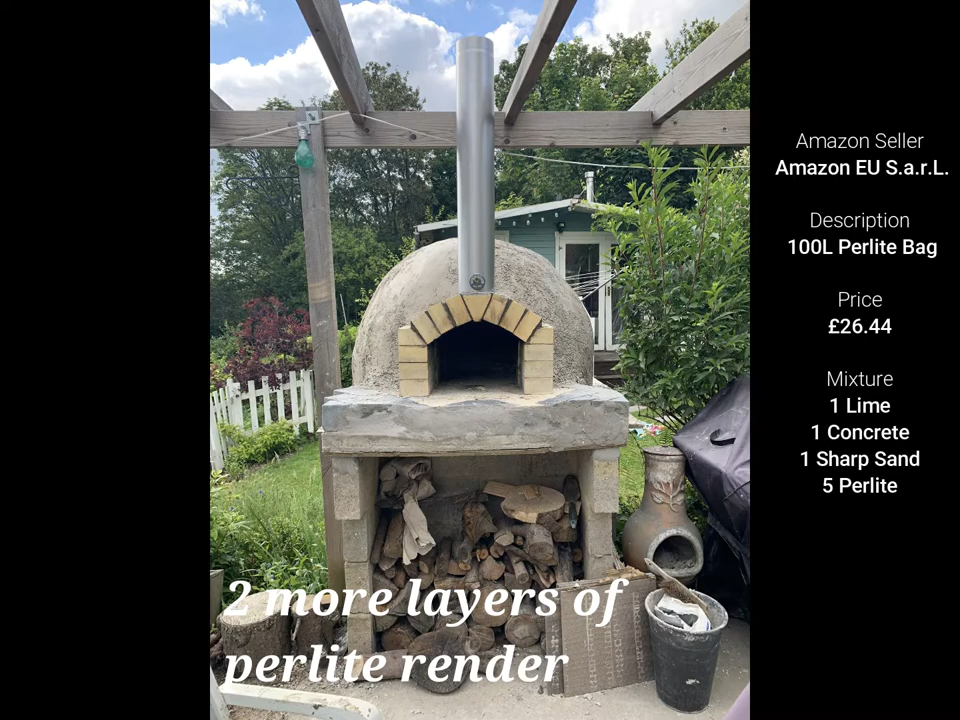 Amazon Seller
Amazon EU S.a.r.L.
Description
100L Perlite Bag
Price
£26.44
Mixture
1 Lime
1 Concrete
1 Sharp Sand
5 Perlite
2 more layers of
perlite render